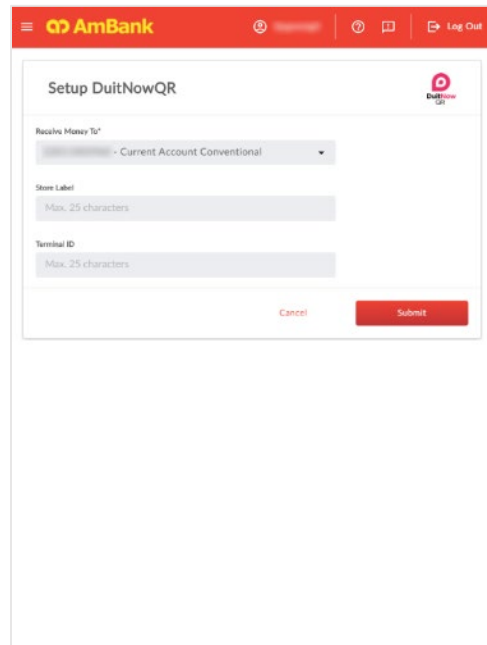 AmBank
Log Out
Setup DuitNowQR
DuitNow
QR
Receive Money To*
- Current Account Conventional
Store Label
Max. 25 characters
Terminal ID
Max. 25 characters
Cancel
Submit